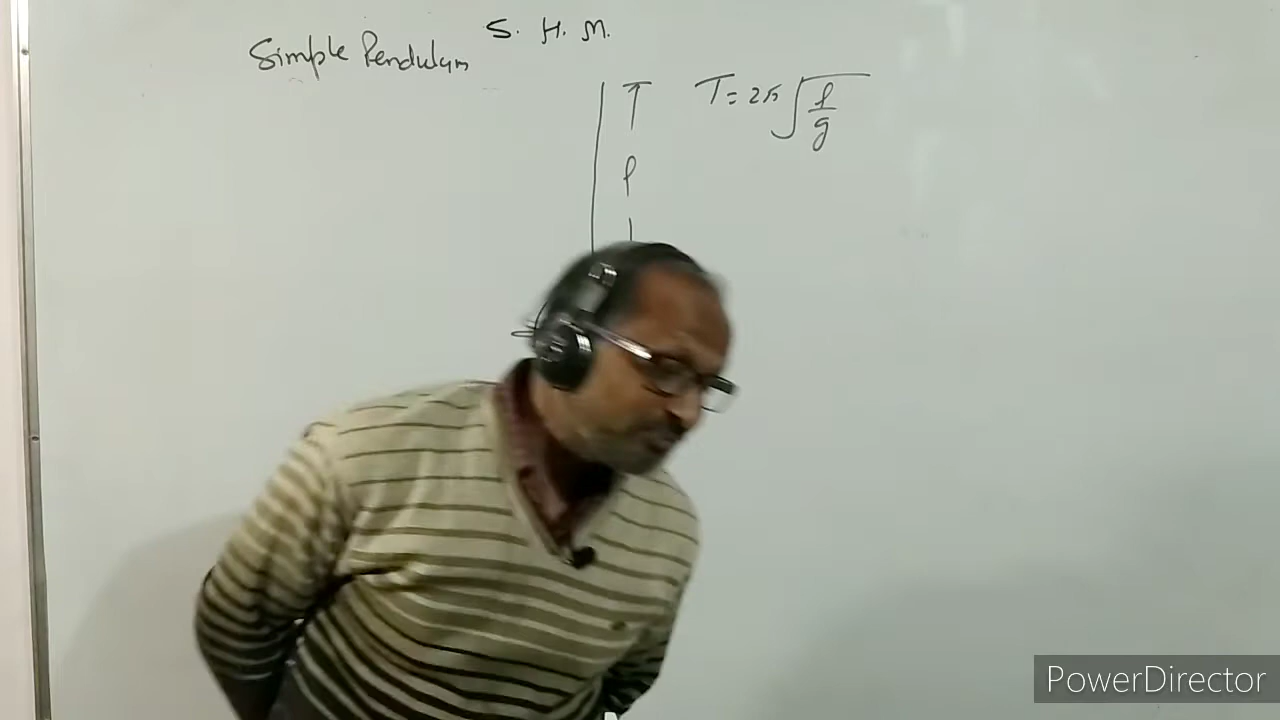 S. H. M.
Simple Pendulum
T
l
T = 2π √(l/g)
PowerDirector